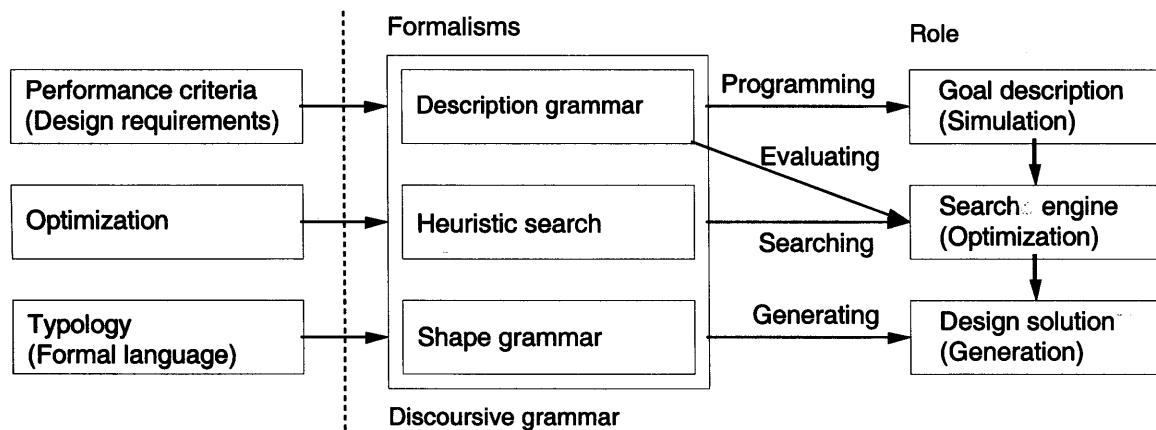 Formalisms
Role
Performance criteria
(Design requirements)
Description grammar
Programming
Goal description
(Simulation)
Evaluating
Optimization
Heuristic search
Searching
Search engine
(Optimization)
Typology
(Formal language)
Shape grammar
Generating
Design solution
(Generation)
Discoursive grammar